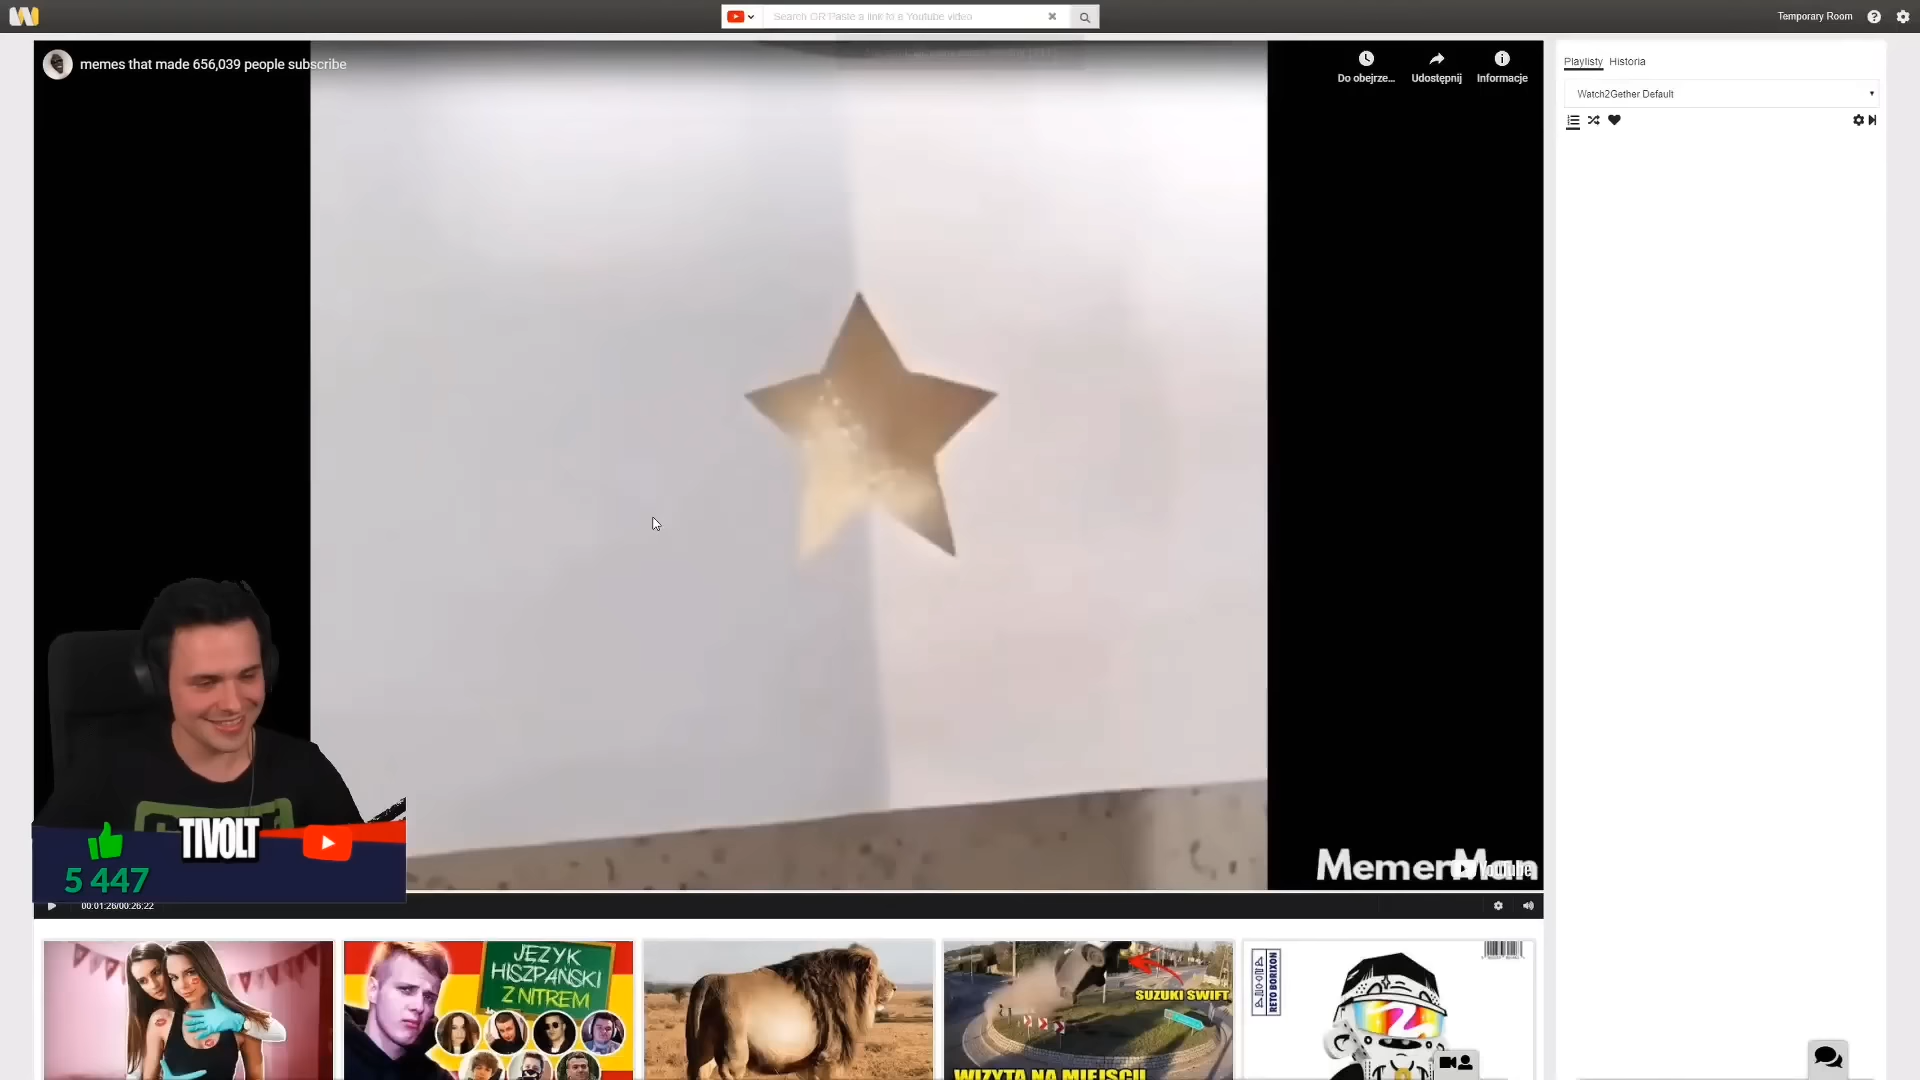 Search OR Paste a link to a Youtube video
Temporary Room
memes that made 656,039 people subscribe
Do obejrze...
Udostępnij
Informacje
Playlisty
Historia
Watch2Gether Default
MemerMan
YouTube
TIVOLT
5 447
00:01:26/00:26:22
JĘZYK
HISZPAŃSKI
Z NITREM
SUZUKI SWIFT
WIZYTA NA MIEJSCU
RETO BORIXON